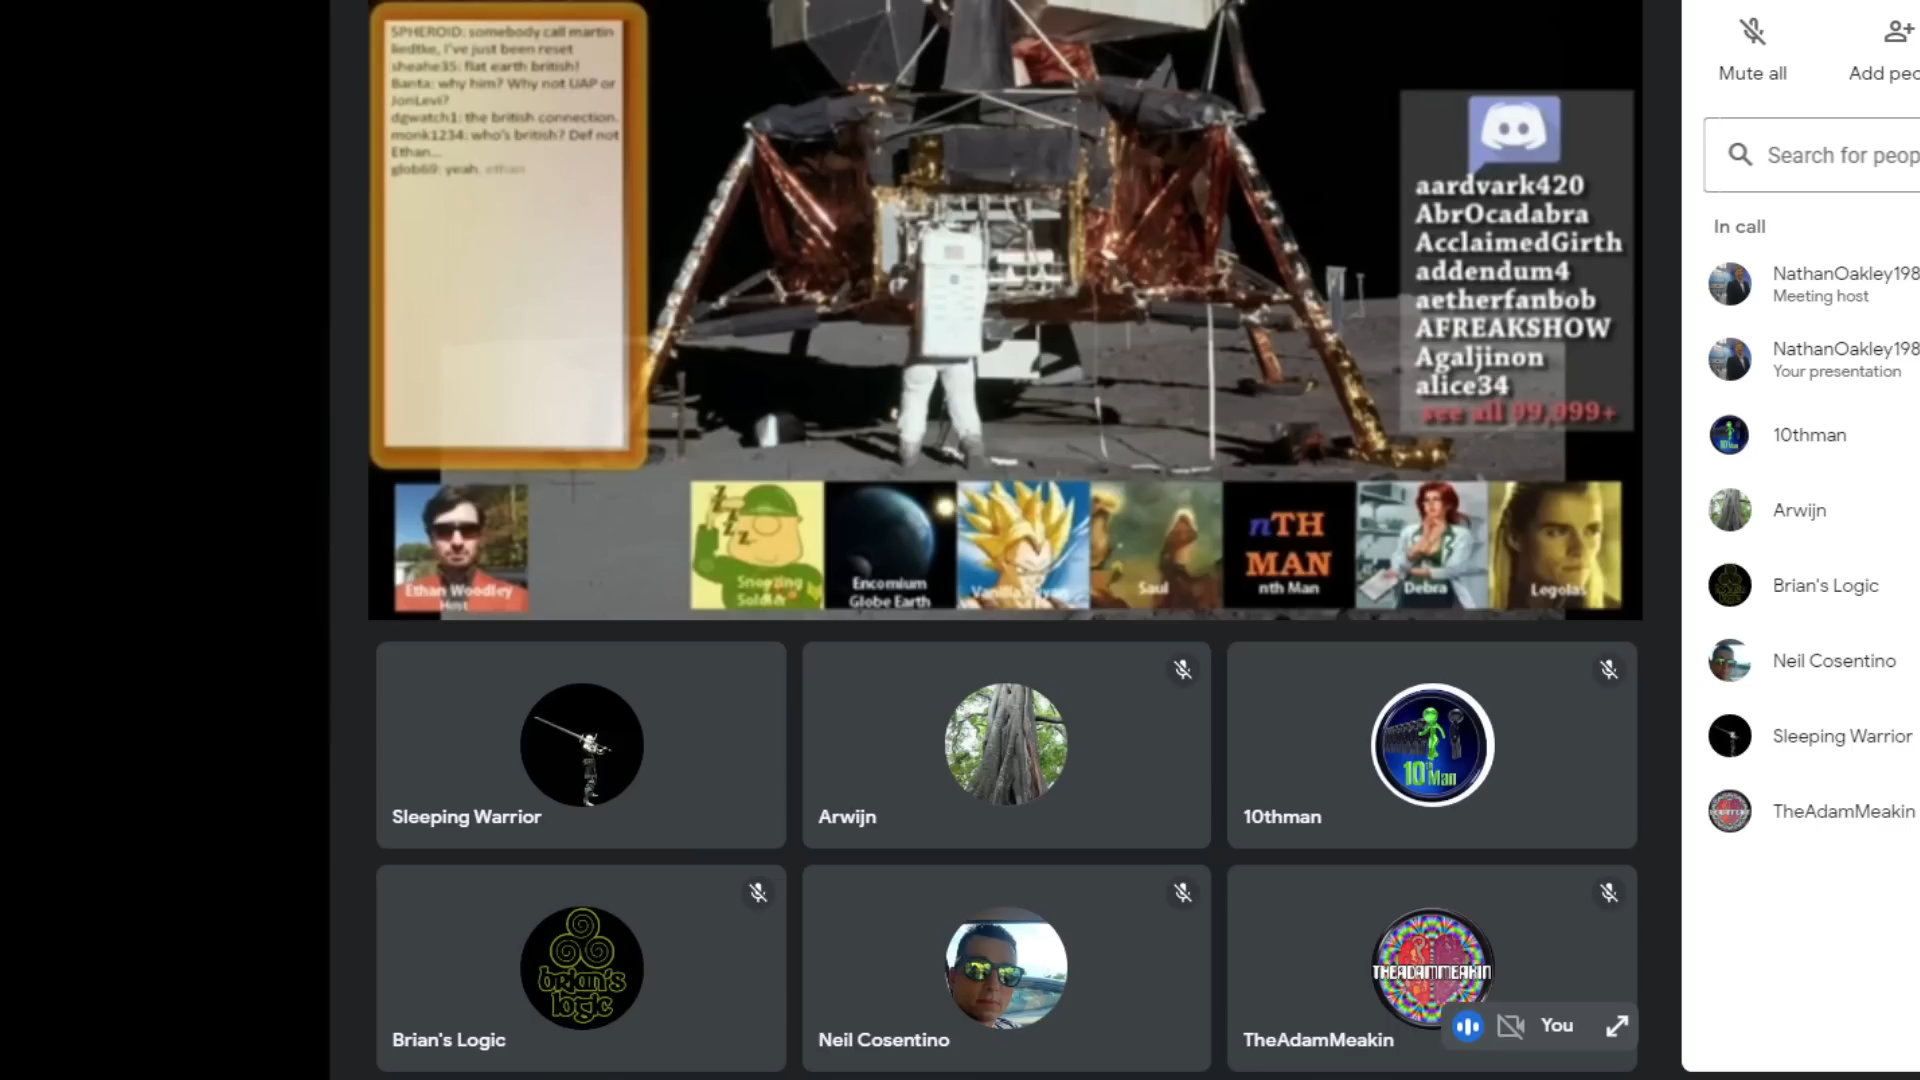 SPHEROID: somebody call martin
liedtke, I've just been reset
sheahe35: flat earth british!
Banta: why him? Why not UAP or
JonLevi?
dgwatch1: the british connection.
monk1234: who's british? Def not
Ethan...
glob69: yeah. ethan
aardvark420
AbrOcadabra
AcclaimedGirth
addendum4
aetherfanbob
AFREAKSHOW
Agaljinon
alice34
see all 99,999+
Ethan Woodley
Host
Snoozing
Soldier
Encomium
Globe Earth
Saul
nTH
MAN
nth Man
Debra
Legolas
Sleeping Warrior
Arwijn
10th
Man
10thman
brian's
logic
Brian's Logic
Neil Cosentino
THEADAMMEAKIN
TheAdamMeakin
You
Mute all
Add peo
Search for peop
In call
NathanOakley198
Meeting host
NathanOakley198
Your presentation
10thman
Arwijn
Brian's Logic
Neil Cosentino
Sleeping Warrior
TheAdamMeakin